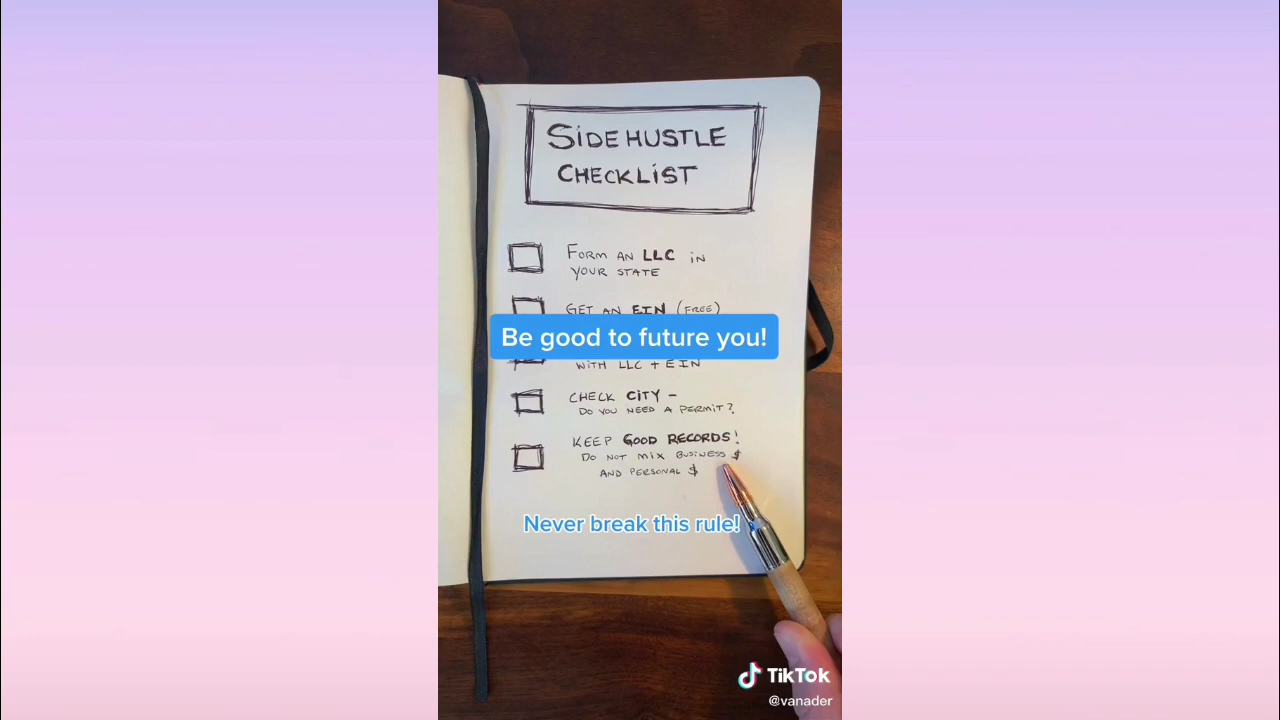 SIDE HUSTLE
CHECKLIST
FORM AN LLC IN
YOUR STATE
GET AN EIN (FREE)
Be good to future you!
WITH LLC + EIN
CHECK CITY -
DO YOU NEED A PERMIT?
KEEP GOOD RECORDS!
DO NOT MIX BUSINESS $
AND PERSONAL $
Never break this rule!
TikTok
@vanader